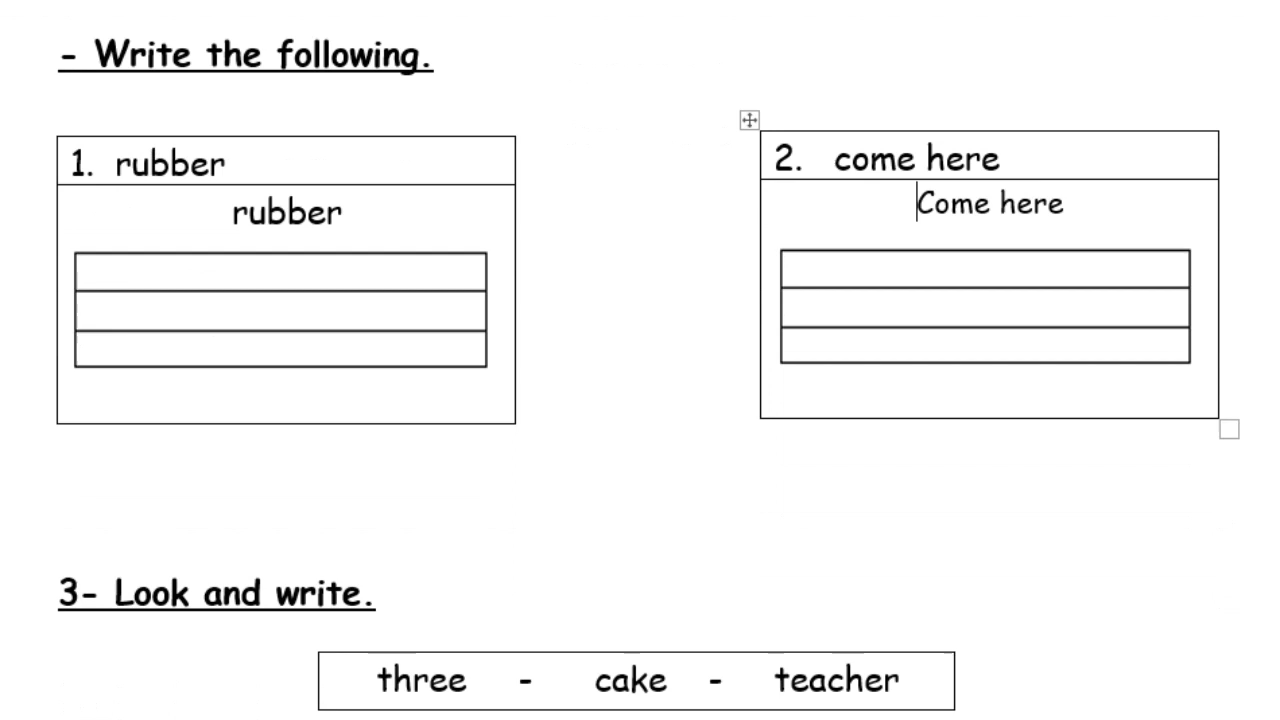 - Write the following.
1. rubber
rubber
2. come here
Come here
3- Look and write.
three - cake - teacher